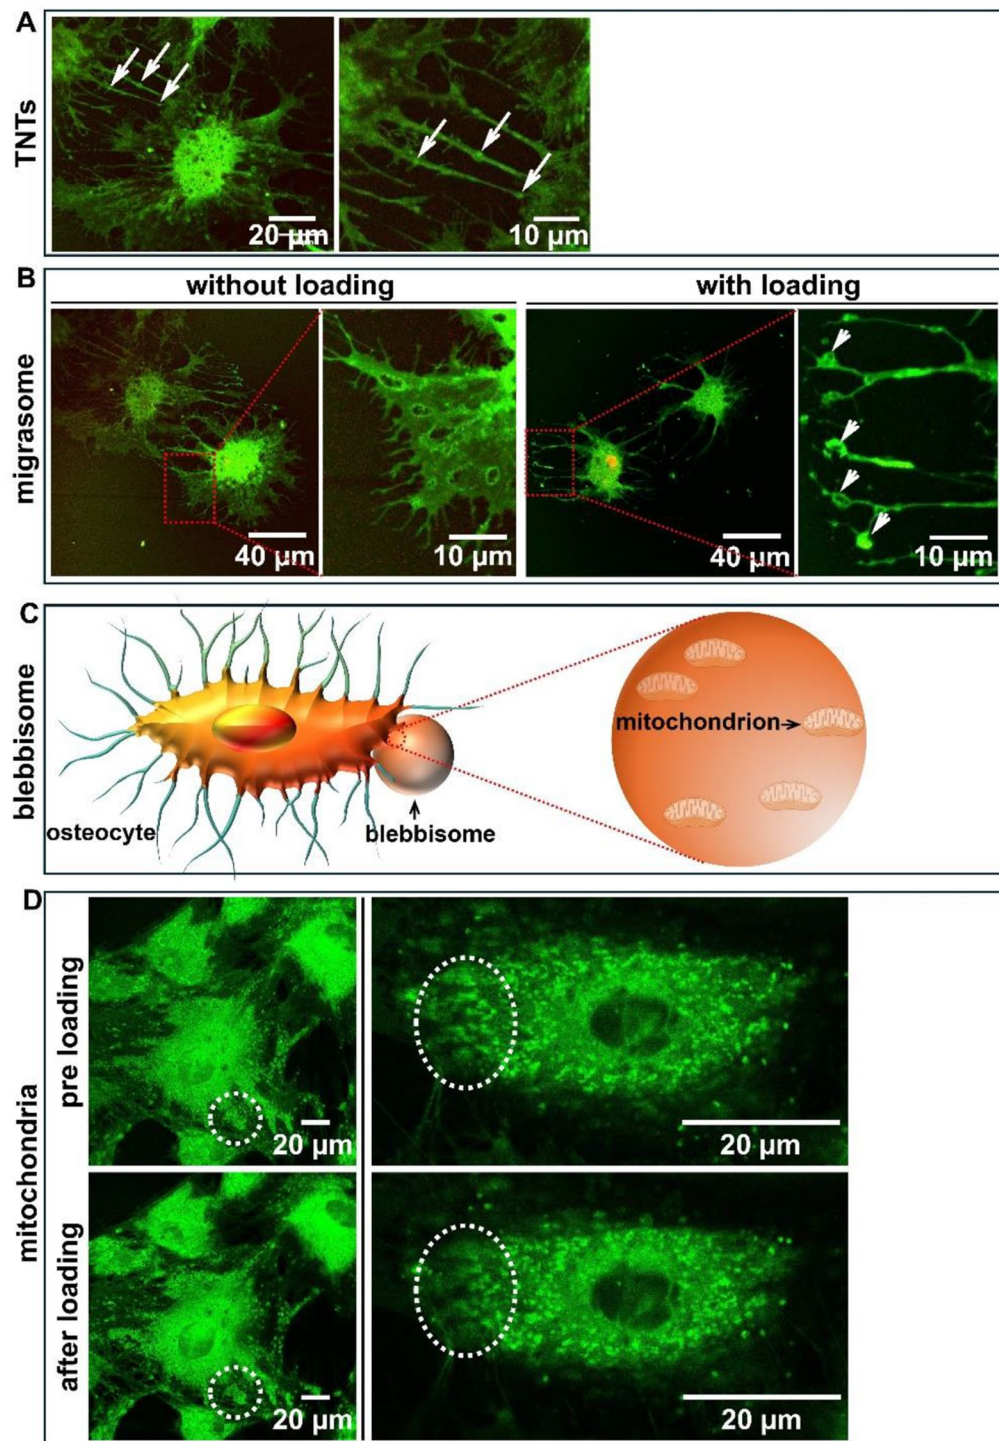 A
TNTs
20 µm
10 µm
B
without loading
with loading
migrasome
40 µm
10 µm
40 µm
10 µm
C
blebbisome
mitochondrion
osteocyte
blebbisome
D
mitochondria
pre loading
20 µm
20 µm
after loading
20 µm
20 µm